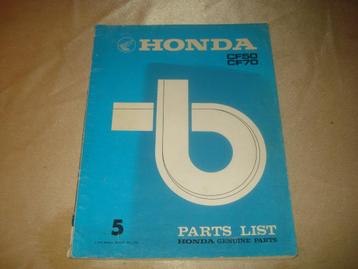 HONDA
CF50
CF70
5
PARTS LIST
HONDA GENUINE PARTS